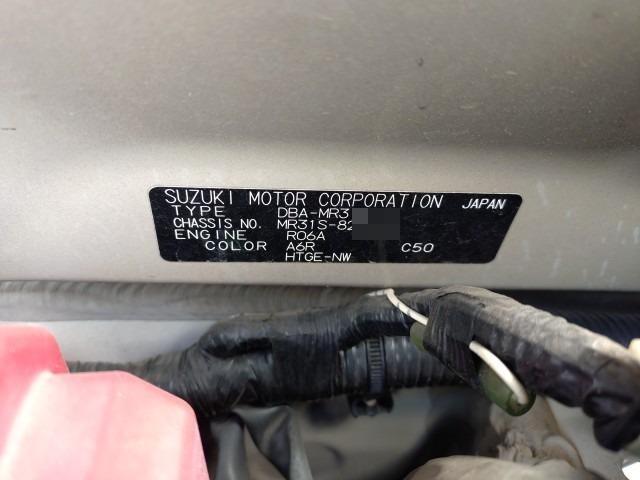 SUZUKI MOTOR CORPORATION JAPAN
TYPE DBA-MR3
CHASSIS NO. MR31S-82
ENGINE R06A
COLOR A6R C50
HTGE-NW